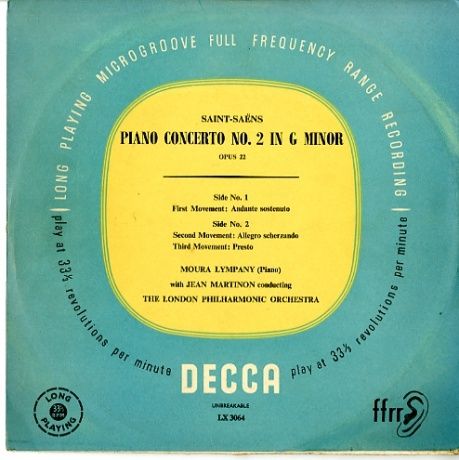 LONG PLAYING MICROGROOVE FULL FREQUENCY RANGE RECORDING
SAINT-SAËNS
PIANO CONCERTO NO. 2 IN G MINOR
OPUS 22
Side No. 1
First Movement: Andante sostenuto
Side No. 2
Second Movement: Allegro scherzando
Third Movement: Presto
MOURA LYMPANY (Piano)
with JEAN MARTINON conducting
THE LONDON PHILHARMONIC ORCHESTRA
play at 33⅓ revolutions per minute
play at 33⅓ revolutions per minute
DECCA
UNBREAKABLE
LX 3064
LONG
33⅓
PLAYING
ffrr